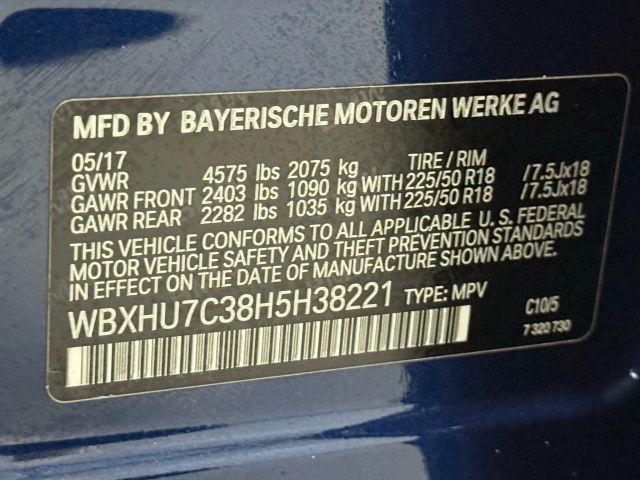 MFD BY BAYERISCHE MOTOREN WERKE AG
05/17
GVWR 4575 lbs 2075 kg TIRE / RIM
GAWR FRONT 2403 lbs 1090 kg WITH 225/50 R18 /7.5Jx18
GAWR REAR 2282 lbs 1035 kg WITH 225/50 R18 /7.5Jx18
THIS VEHICLE CONFORMS TO ALL APPLICABLE U. S. FEDERAL
MOTOR VEHICLE SAFETY AND THEFT PREVENTION STANDARDS
IN EFFECT ON THE DATE OF MANUFACTURE SHOWN ABOVE.
WBXHU7C38H5H38221 TYPE: MPV C10/5
7 320 730